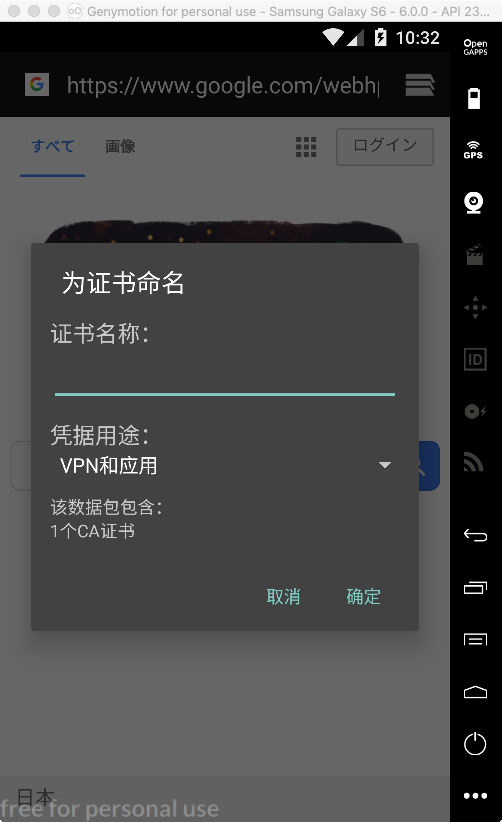 Genymotion for personal use - Samsung Galaxy S6 - 6.0.0 - API 23...
10:32
Open
GAPPS
https://www.google.com/webhp
GPS
すべて
画像
ログイン
为证书命名
证书名称：
凭据用途：
VPN和应用
该数据包包含：
1个CA证书
取消
确定
ID
日本
free for personal use